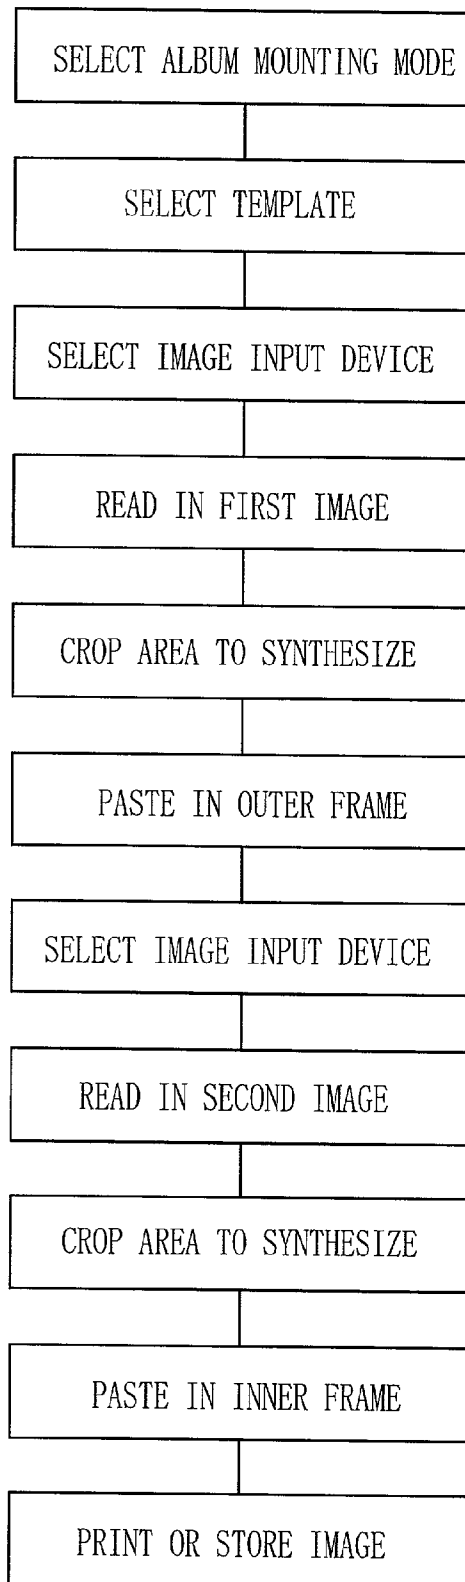 SELECT ALBUM MOUNTING MODE
SELECT TEMPLATE
SELECT IMAGE INPUT DEVICE
READ IN FIRST IMAGE
CROP AREA TO SYNTHESIZE
PASTE IN OUTER FRAME
SELECT IMAGE INPUT DEVICE
READ IN SECOND IMAGE
CROP AREA TO SYNTHESIZE
PASTE IN INNER FRAME
PRINT OR STORE IMAGE